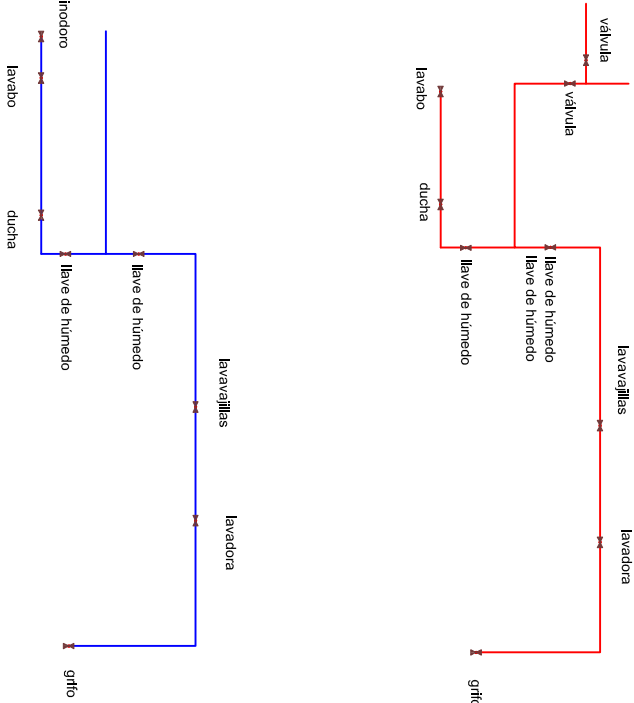 inodoro
lavabo
ducha
llave de húmedo
llave de húmedo
lavavajillas
lavadora
grifo
válvula
válvula
lavabo
ducha
llave de húmedo
llave de húmedo
llave de húmedo
lavavajillas
lavadora
grifo